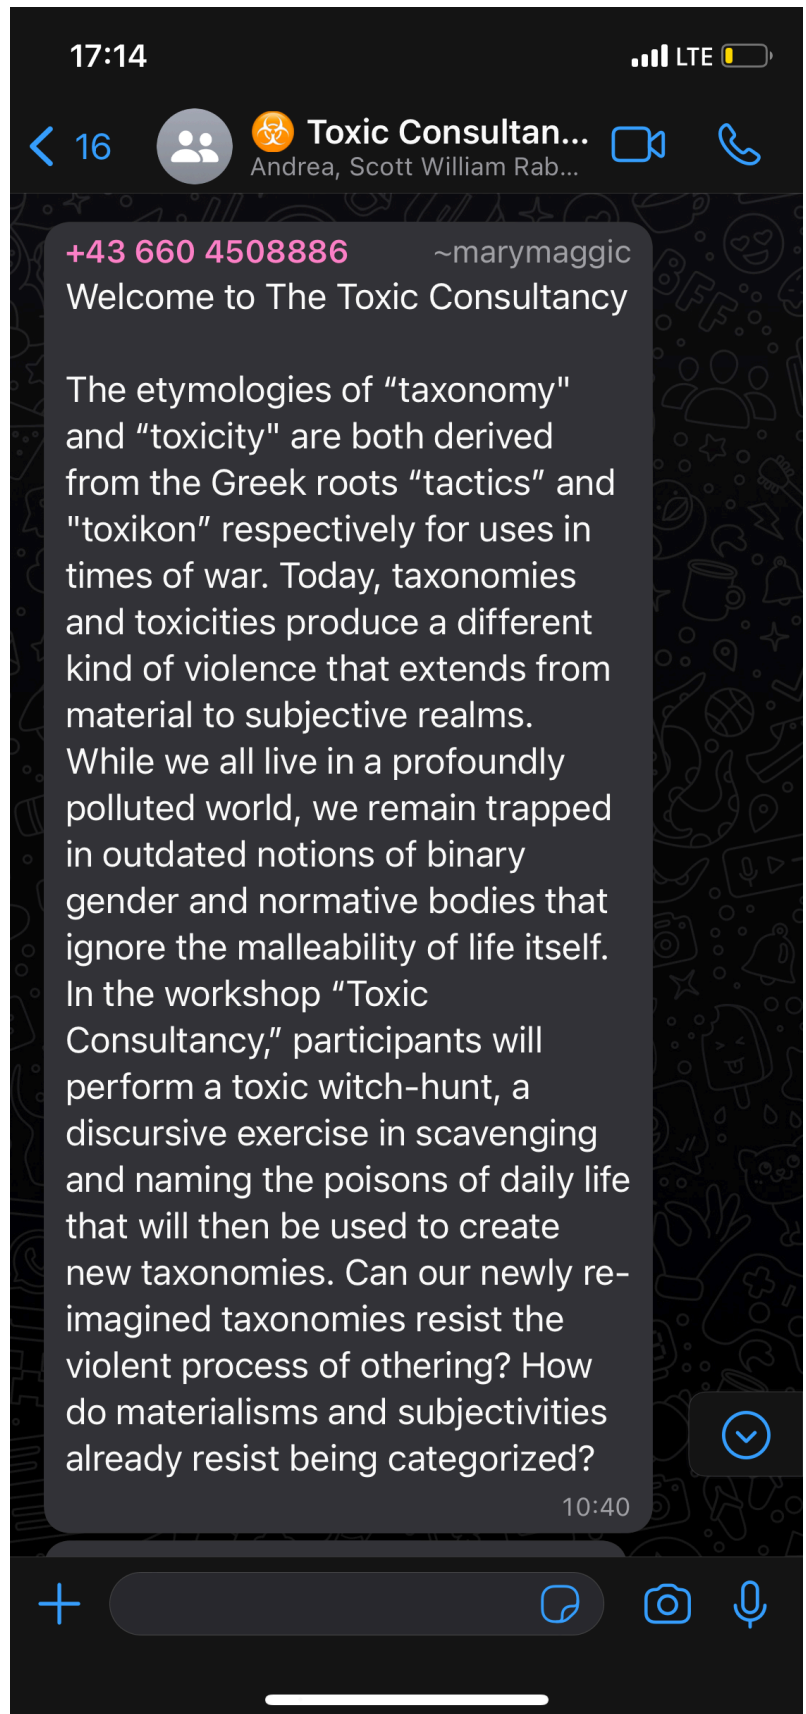 17:14
LTE
16
☣️ Toxic Consultan...
Andrea, Scott William Rab...
+43 660 4508886 ~marymaggic
Welcome to The Toxic Consultancy
The etymologies of “taxonomy"
and “toxicity" are both derived
from the Greek roots “tactics” and
"toxikon” respectively for uses in
times of war. Today, taxonomies
and toxicities produce a different
kind of violence that extends from
material to subjective realms.
While we all live in a profoundly
polluted world, we remain trapped
in outdated notions of binary
gender and normative bodies that
ignore the malleability of life itself.
In the workshop “Toxic
Consultancy,” participants will
perform a toxic witch-hunt, a
discursive exercise in scavenging
and naming the poisons of daily life
that will then be used to create
new taxonomies. Can our newly re-
imagined taxonomies resist the
violent process of othering? How
do materialisms and subjectivities
already resist being categorized?
10:40